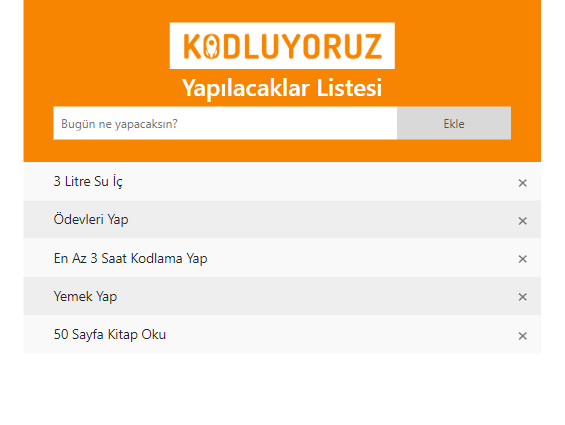 KODLUYORUZ
Yapılacaklar Listesi
Bugün ne yapacaksın? Ekle
3 Litre Su İç ×
Ödevleri Yap ×
En Az 3 Saat Kodlama Yap ×
Yemek Yap ×
50 Sayfa Kitap Oku ×